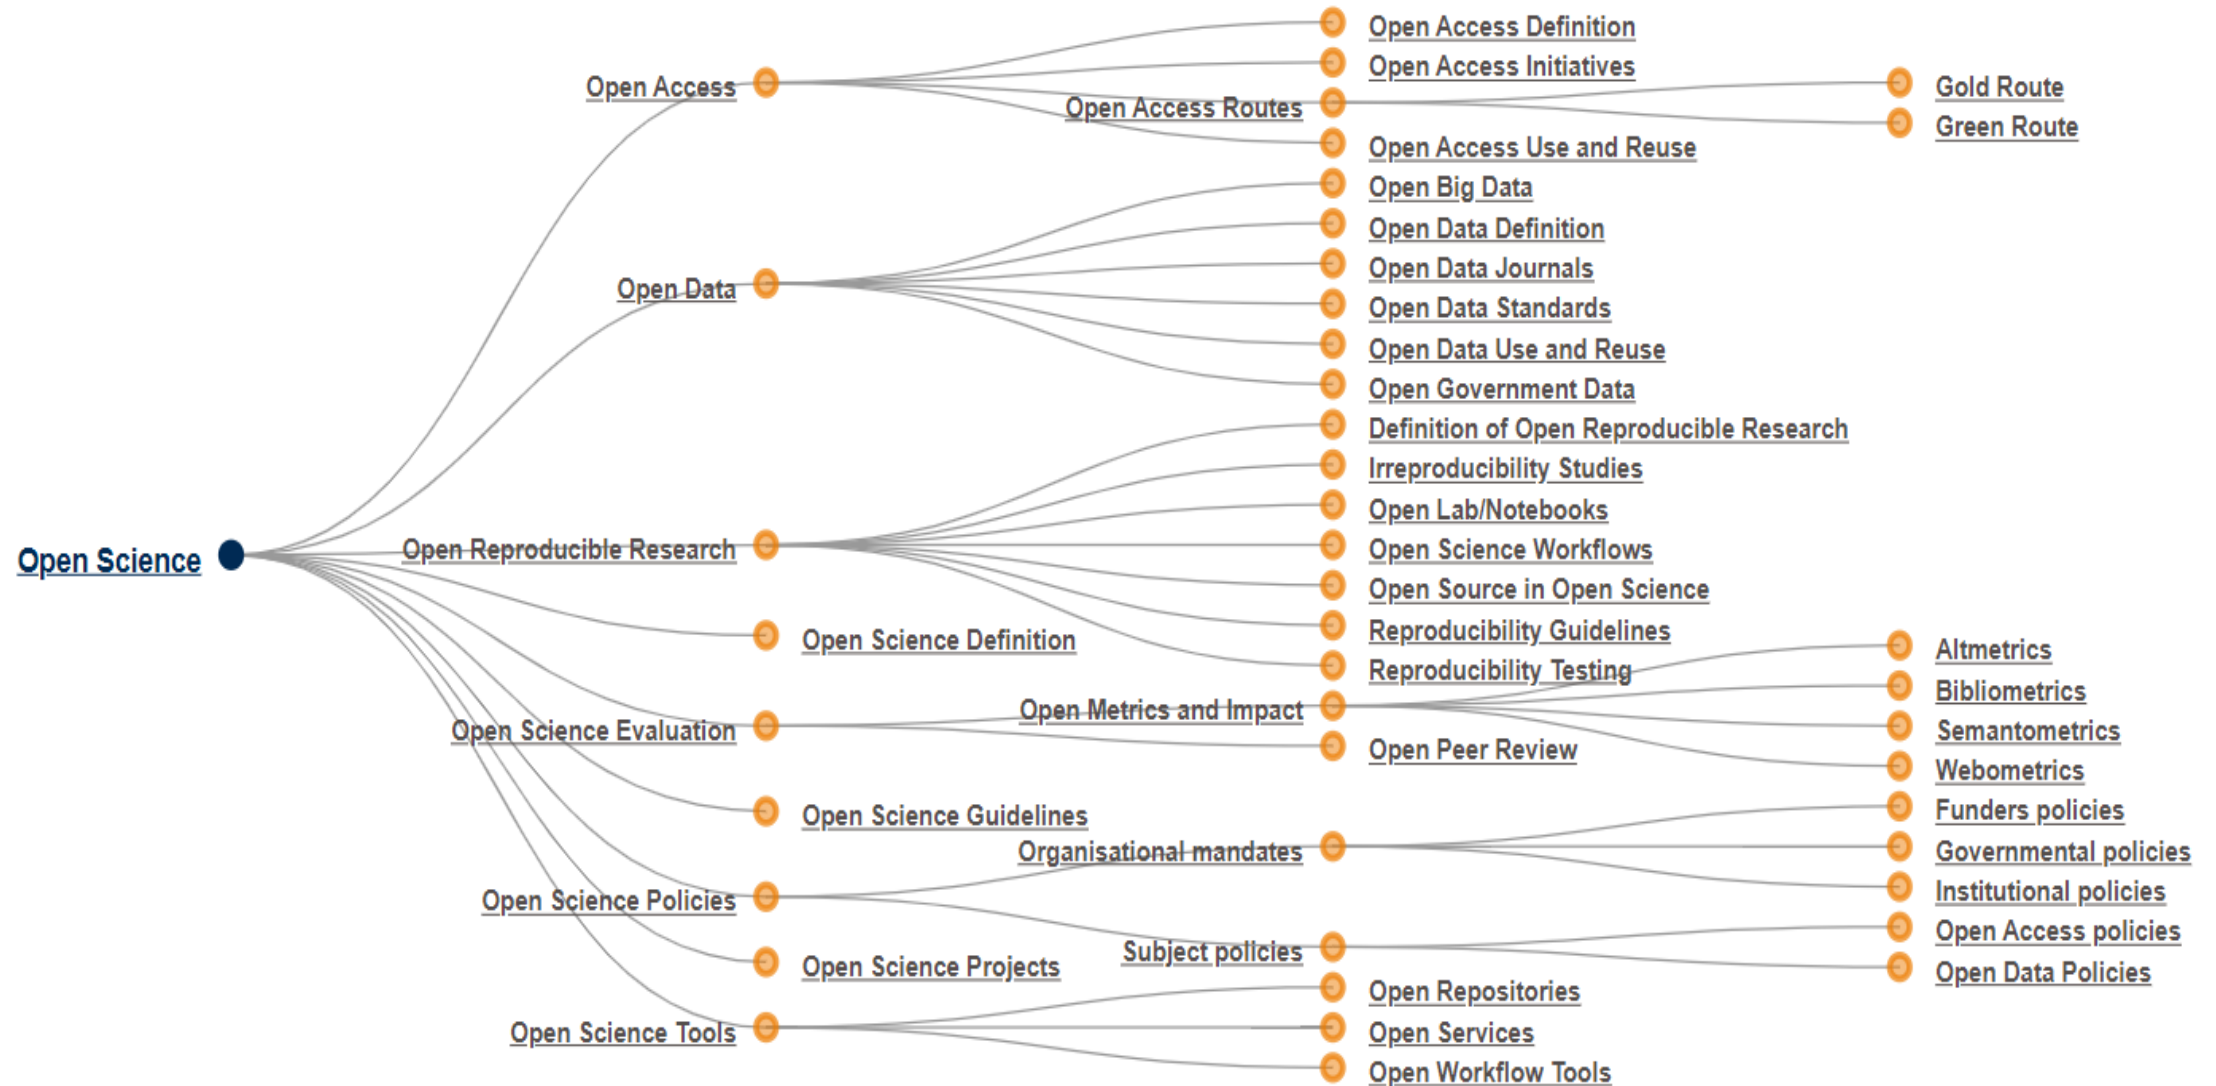 Open Science
Open Access
Open Access Definition
Open Access Initiatives
Open Access Routes
Gold Route
Green Route
Open Access Use and Reuse
Open Data
Open Big Data
Open Data Definition
Open Data Journals
Open Data Standards
Open Data Use and Reuse
Open Government Data
Open Reproducible Research
Definition of Open Reproducible Research
Irreproducibility Studies
Open Lab/Notebooks
Open Science Workflows
Open Source in Open Science
Reproducibility Guidelines
Reproducibility Testing
Open Science Definition
Open Science Evaluation
Open Metrics and Impact
Altmetrics
Bibliometrics
Semantometrics
Webometrics
Open Peer Review
Open Science Guidelines
Open Science Policies
Organisational mandates
Funders policies
Governmental policies
Institutional policies
Subject policies
Open Access policies
Open Data Policies
Open Science Projects
Open Science Tools
Open Repositories
Open Services
Open Workflow Tools